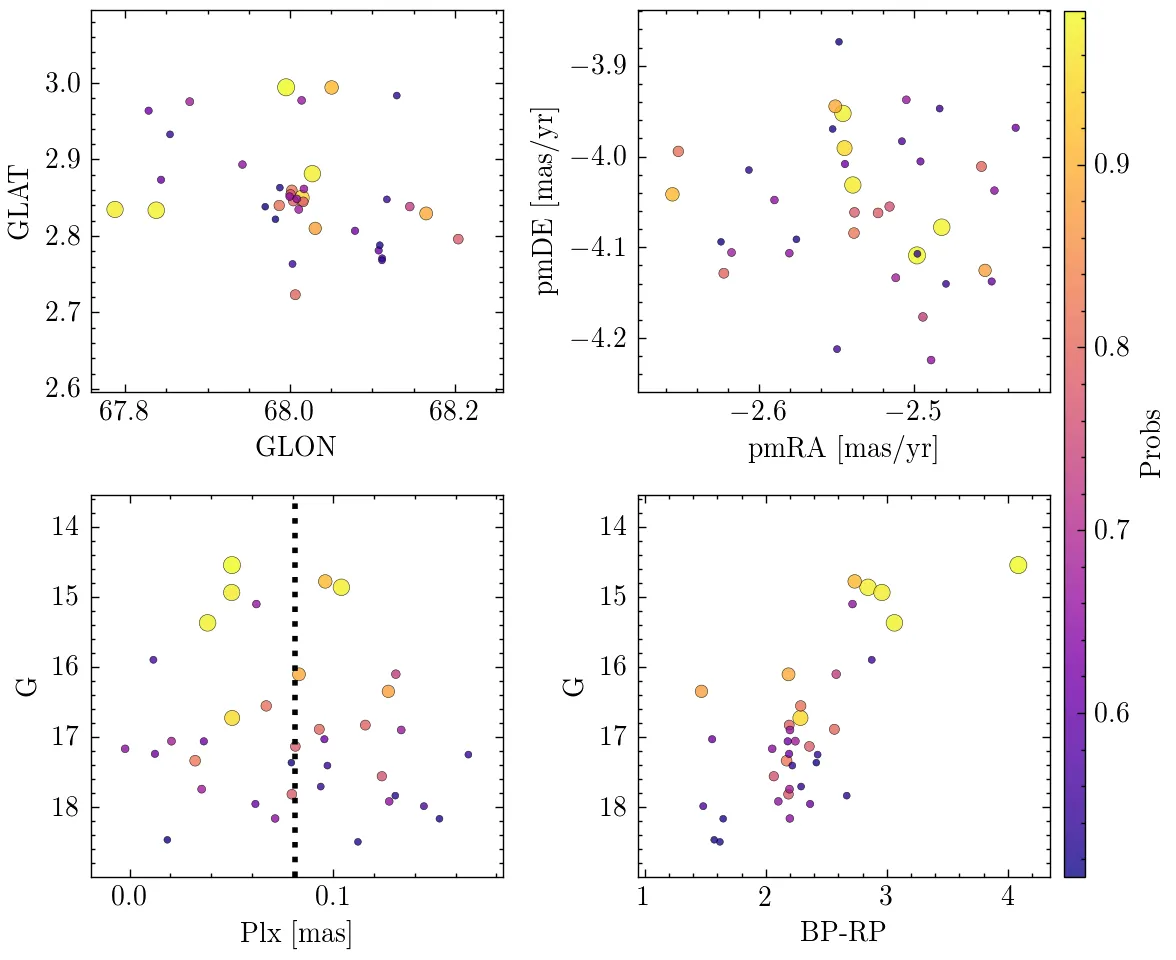 3.0
2.9
2.8
2.7
2.6
GLAT
67.8 68.0 68.2
GLON
−3.9
−4.0
−4.1
−4.2
pmDE [mas/yr]
−2.6 −2.5
pmRA [mas/yr]
0.9
0.8
0.7
0.6
Probs
14
15
16
17
18
G
0.0 0.1
Plx [mas]
14
15
16
17
18
G
1 2 3 4
BP-RP